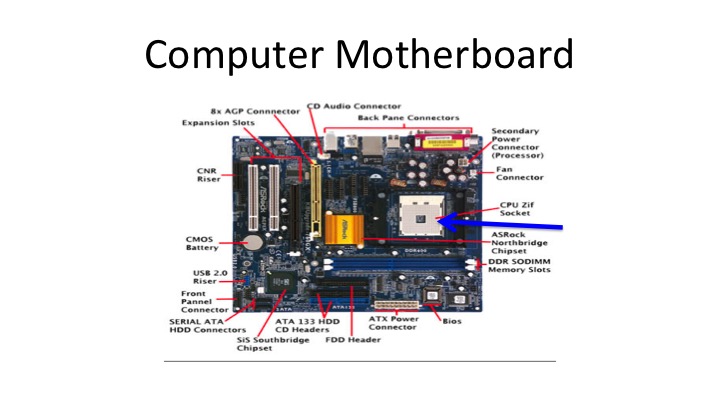 Computer Motherboard
8x AGP Connnector
CD Audio Connector
Expansion Slots
Back Pane Connectors
Secondary
Power
Connector
(Processor)
CNR
Riser
Fan
Connector
CPU Zif
Socket
ASRock
CMOS
Battery
ASRock
Northbridge
Chipset
DDR400
DDR SODIMM
Memory Slots
USB 2.0
Riser
Front
Pannel
Connector
SERIAL ATA
HDD Connectors
ATA 133 HDD
CD Headers
ATX Power
Connector
Bios
SiS Southbridge
Chipset
FDD Header